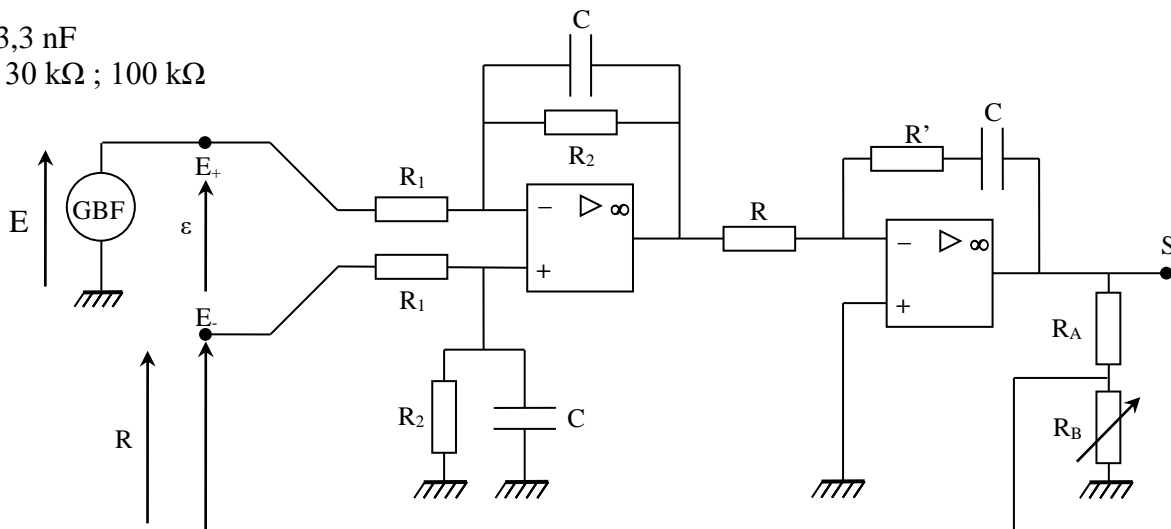 3,3 nF
30 kΩ ; 100 kΩ
C
R₂
R'
C
E
GBF
E₊
ε
R₁
R₁
▷ ∞
−
+
R
▷ ∞
−
+
S
E₋
R
R₂
C
R_A
R_B